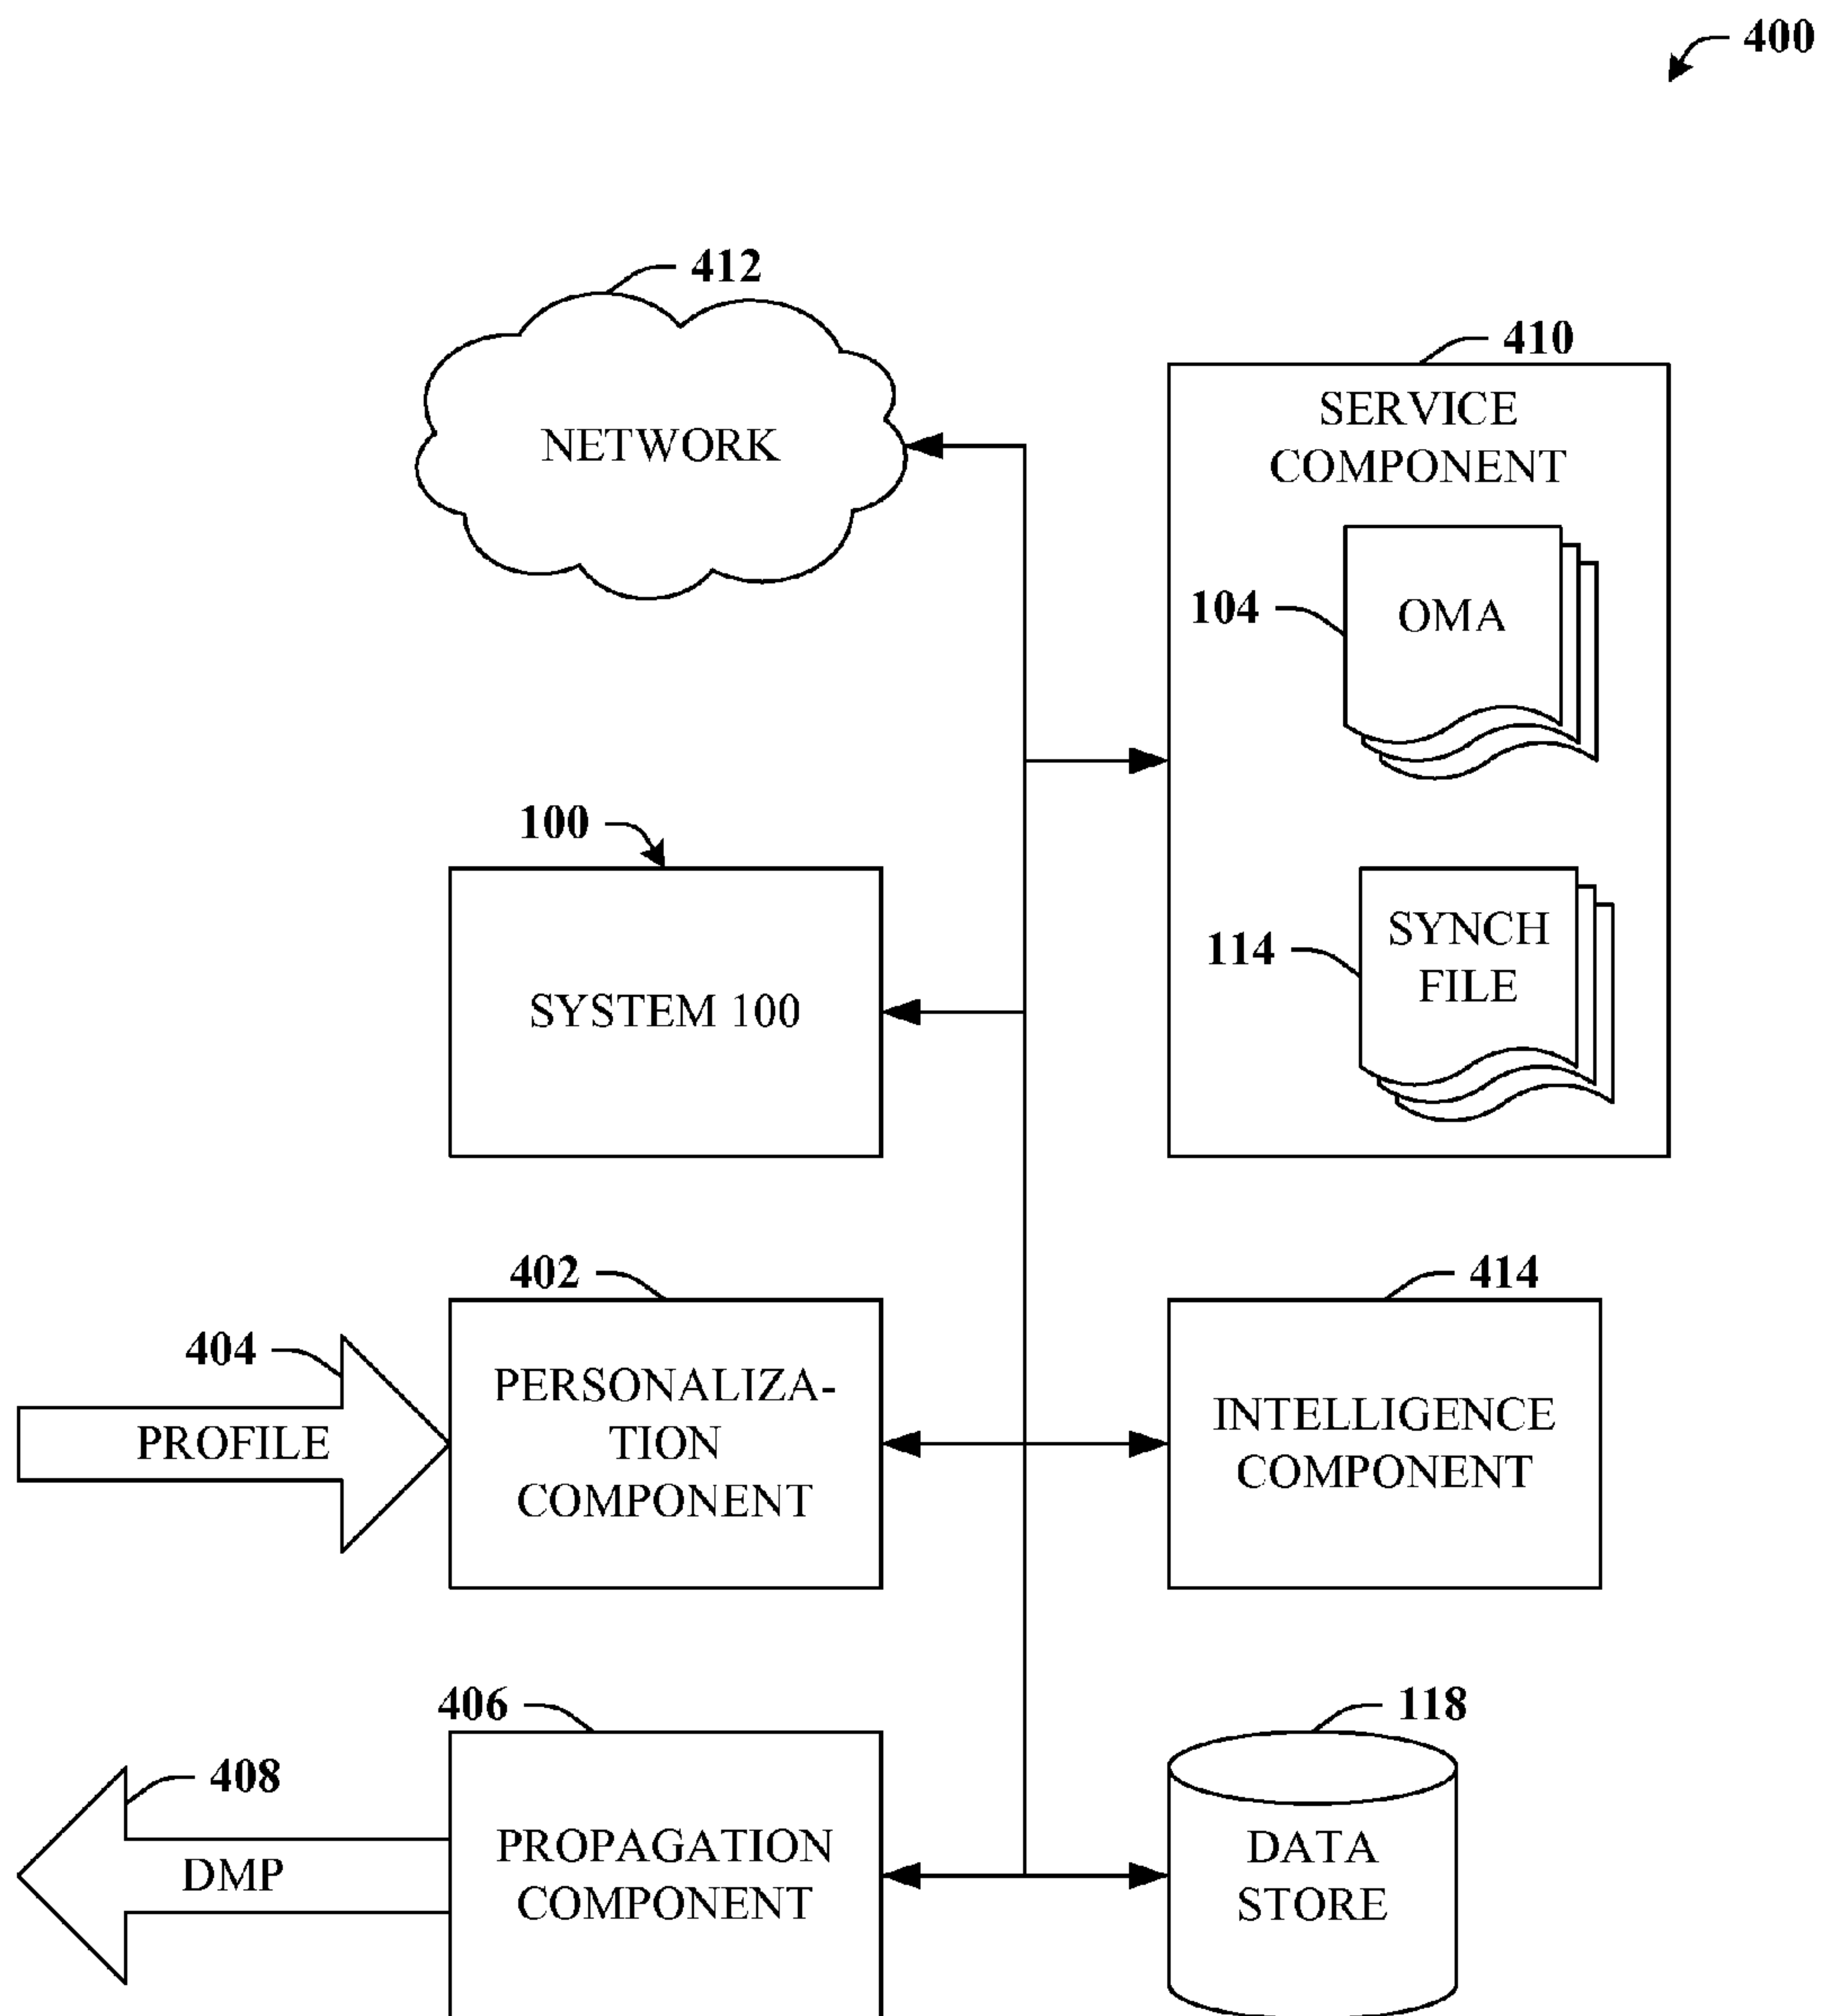 400
412
NETWORK
410
SERVICE
COMPONENT
104
OMA
100
SYSTEM 100
114
SYNCH
FILE
402
404
PROFILE
PERSONALIZA-
TION
COMPONENT
414
INTELLIGENCE
COMPONENT
406
408
DMP
PROPAGATION
COMPONENT
118
DATA
STORE